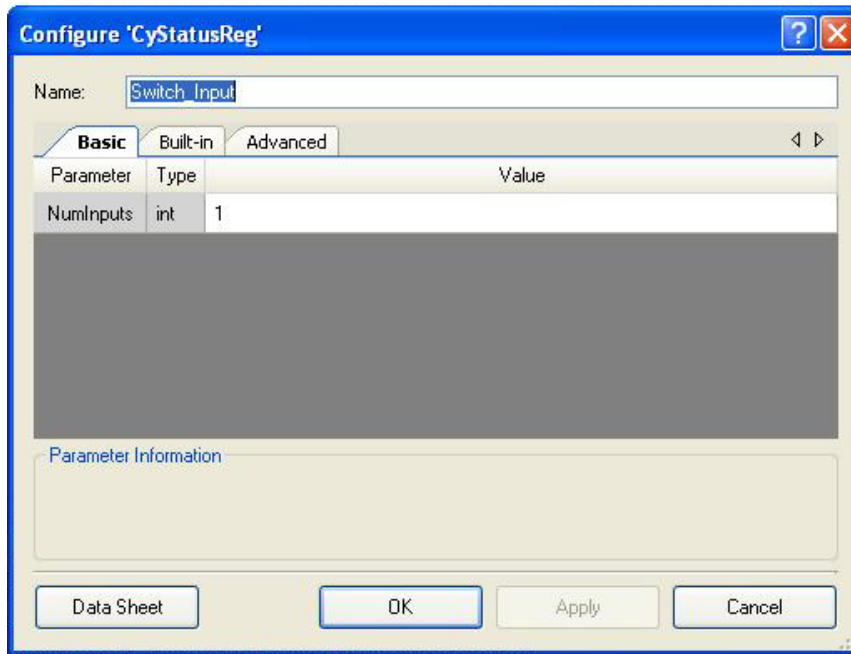 Configure 'CyStatusReg'
Name: Switch_Input
Basic Built-in Advanced
Parameter Type Value
NumInputs int 1
Parameter Information
Data Sheet OK Apply Cancel